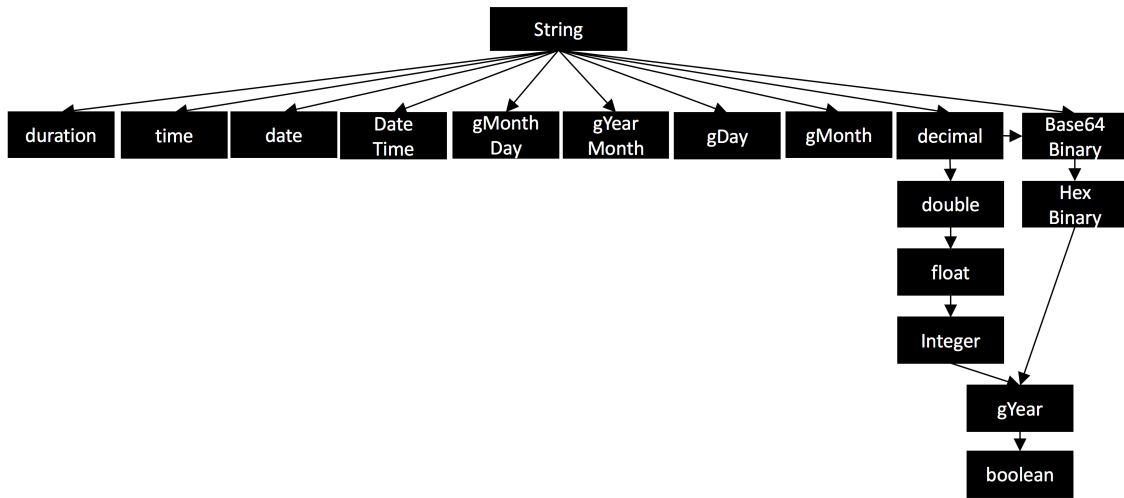 String
duration
time
date
Date
Time
gMonth
Day
gYear
Month
gDay
gMonth
decimal
Base64
Binary
double
Hex
Binary
float
Integer
gYear
boolean